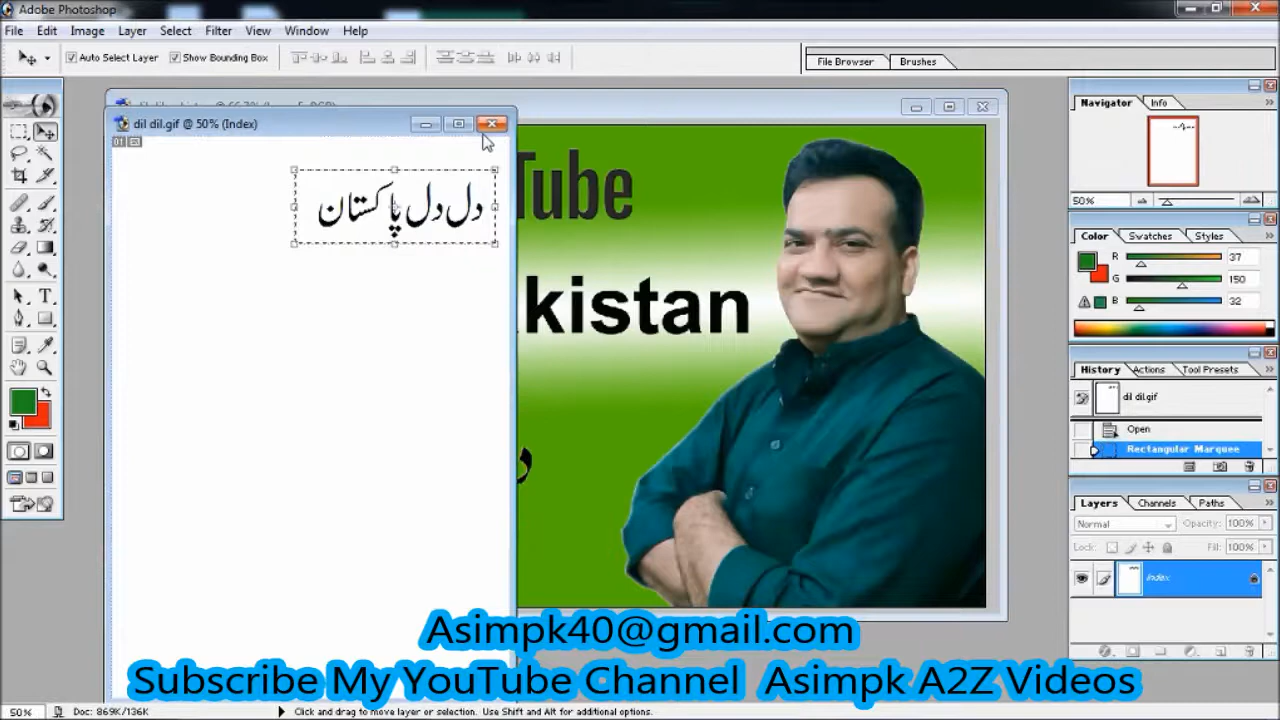 Adobe Photoshop
File Edit Image Layer Select Filter View Window Help
Auto Select Layer Show Bounding Box
File Browser Brushes
dil dil.gif @ 50% (Index)
دل دل پاکستان
Tube
kistan
Navigator Info
50%
Color Swatches Styles
R 37
G 150
B 32
History Actions Tool Presets
dil dil.gif
Open
Rectangular Marquee
Layers Channels Paths
Normal Opacity: 100%
Lock: Fill: 100%
Index
Asimpk40@gmail.com
Subscribe My YouTube Channel Asimpk A2Z Videos
50% Doc: 869K/136K Click and drag to move layer or selection. Use Shift and Alt for additional options.